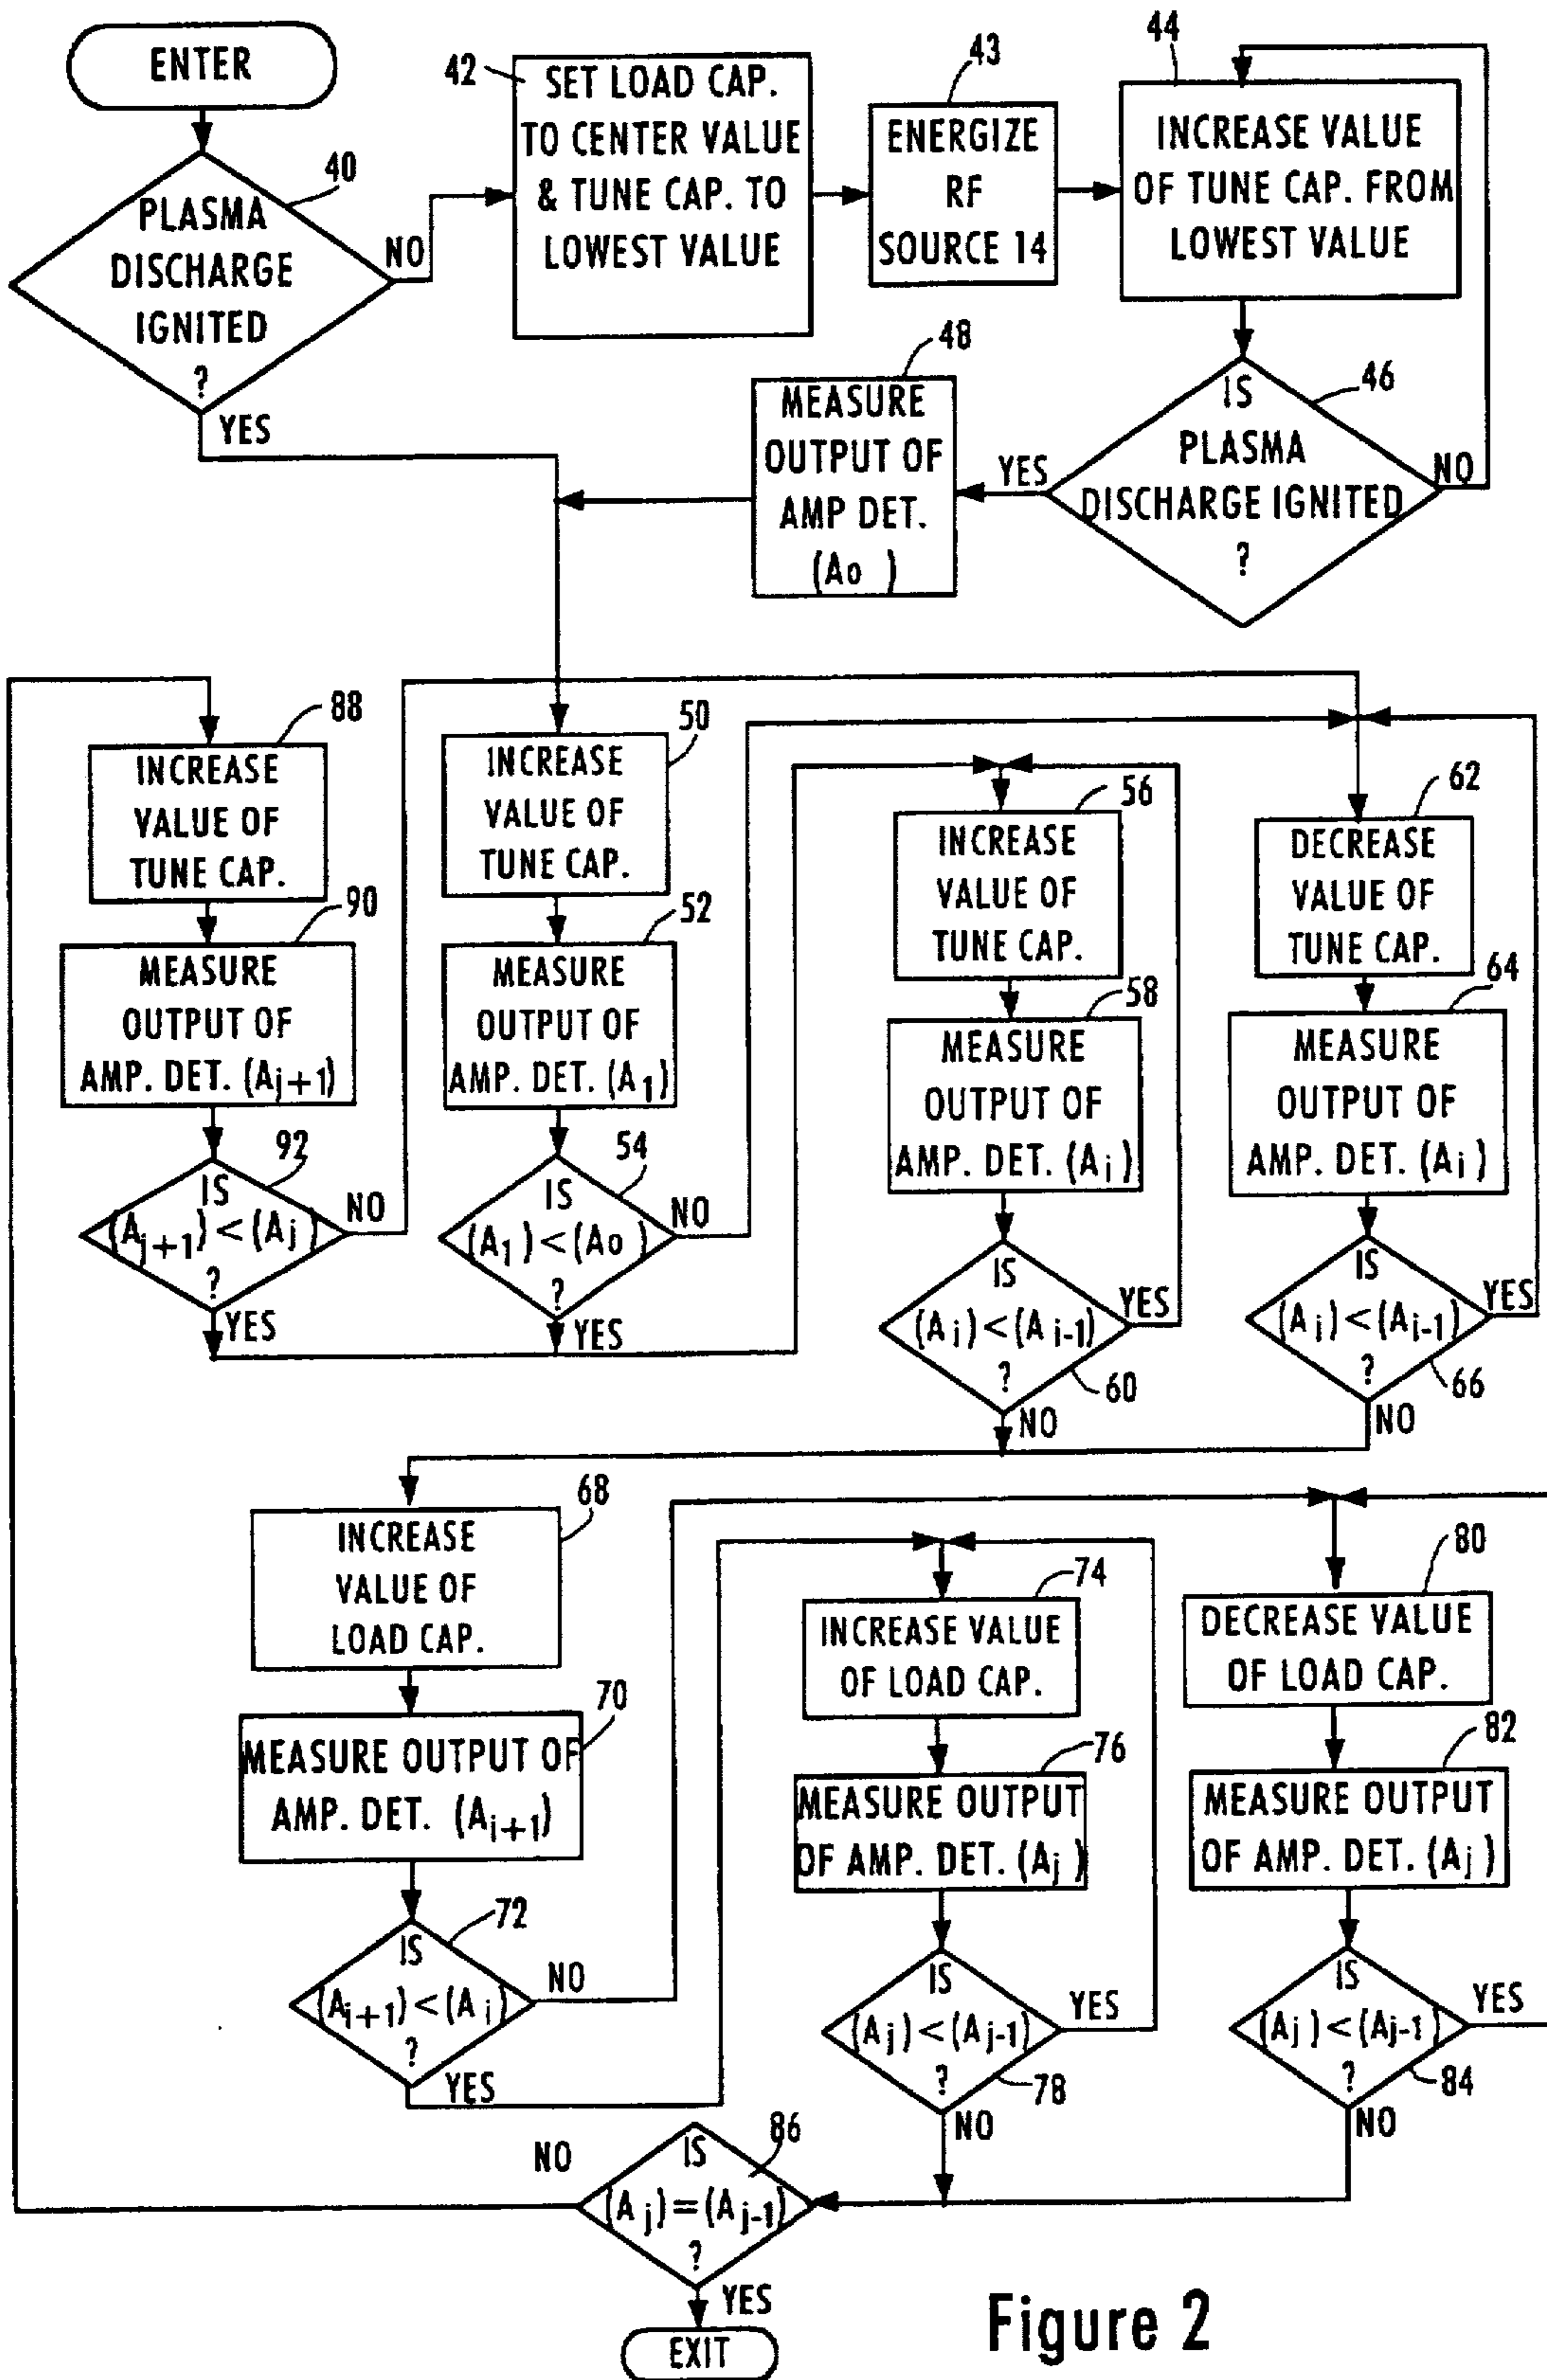 ENTER
40
PLASMA
DISCHARGE
IGNITED
?
NO
YES
42
SET LOAD CAP.
TO CENTER VALUE
& TUNE CAP. TO
LOWEST VALUE
43
ENERGIZE
RF
SOURCE 14
44
INCREASE VALUE
OF TUNE CAP. FROM
LOWEST VALUE
46
IS
PLASMA
DISCHARGE IGNITED
?
NO
YES
48
MEASURE
OUTPUT OF
AMP DET.
(A0 )
88
INCREASE
VALUE OF
TUNE CAP.
90
MEASURE
OUTPUT OF
AMP. DET. (Aj+1)
92
IS
(Aj+1) < (Aj)
?
NO
YES
50
INCREASE
VALUE OF
TUNE CAP.
52
MEASURE
OUTPUT OF
AMP. DET. (A1)
54
IS
(A1) < (A0 )
?
NO
YES
56
INCREASE
VALUE OF
TUNE CAP.
58
MEASURE
OUTPUT OF
AMP. DET. (Ai)
IS
(Ai) < (Ai-1)
?
YES
60
NO
62
DECREASE
VALUE OF
TUNE CAP.
64
MEASURE
OUTPUT OF
AMP. DET. (Ai)
IS
(Ai) < (Ai-1)
?
YES
66
NO
68
INCREASE
VALUE OF
LOAD CAP.
70
MEASURE OUTPUT OF
AMP. DET. (Ai+1)
72
IS
(Ai+1) < (Ai)
?
NO
YES
74
INCREASE VALUE
OF LOAD CAP.
76
MEASURE OUTPUT
OF AMP. DET. (Aj)
IS
(Aj) < (Aj-1)
?
YES
78
NO
80
DECREASE VALUE
OF LOAD CAP.
82
MEASURE OUTPUT
OF AMP. DET. (Aj)
IS
(Aj) < (Aj-1)
?
YES
84
NO
86
IS
(Aj) = (Aj-1)
?
NO
YES
EXIT
Figure 2